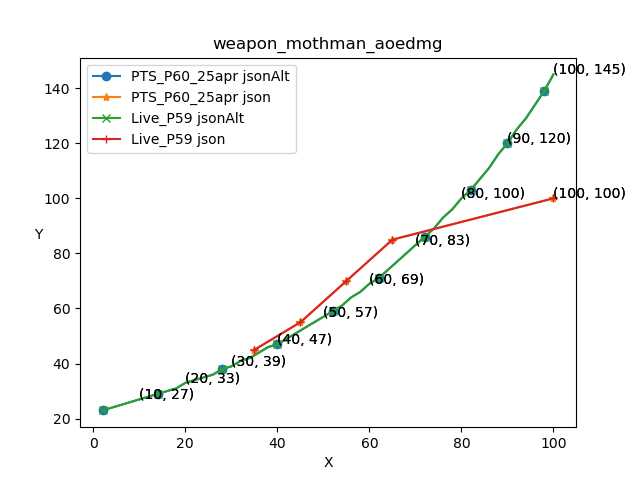 weapon_mothman_aoedmg
PTS_P60_25apr jsonAlt
PTS_P60_25apr json
Live_P59 jsonAlt
Live_P59 json
(100, 145)
(90, 120)
(80, 100)
(100, 100)
(70, 83)
(60, 69)
(50, 57)
(40, 47)
(30, 39)
(20, 33)
(10, 27)
140
120
100
80
60
40
20
Y
0 20 40 60 80 100
X